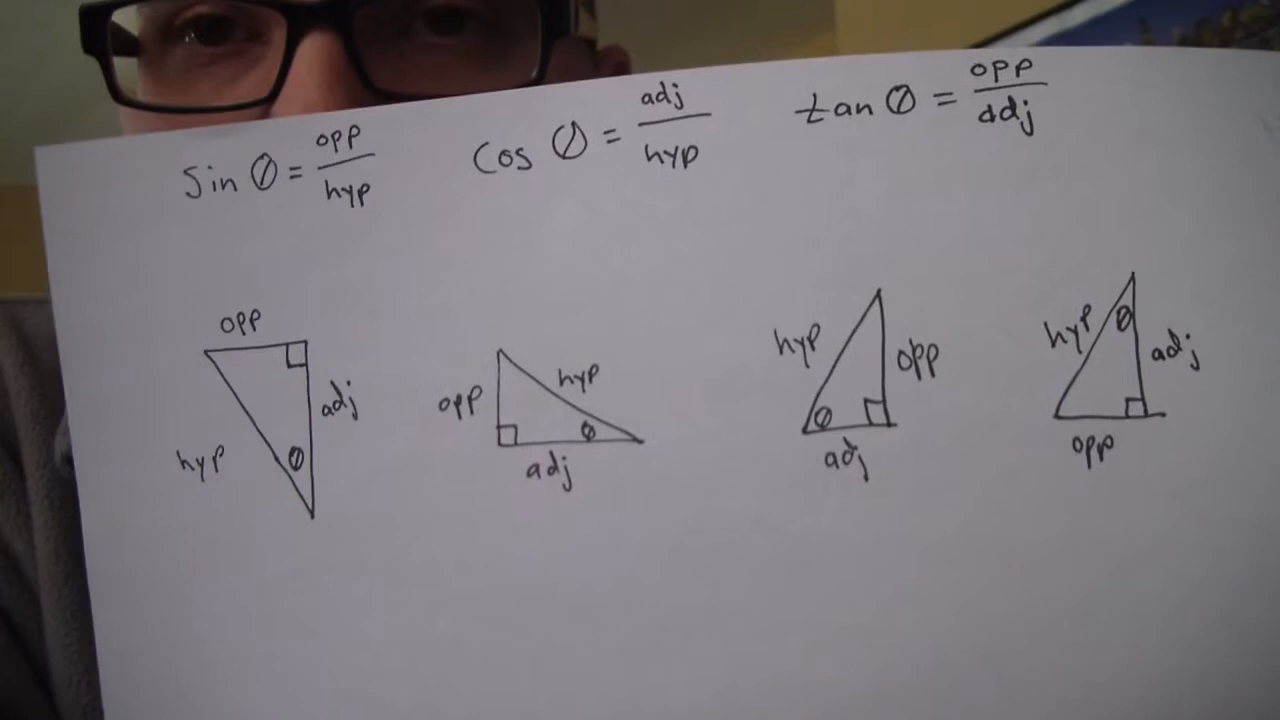 sin θ = opp/hyp
cos θ = adj/hyp
tan θ = opp/adj
opp
adj
hyp
θ
opp
hyp
θ
adj
hyp
opp
θ
adj
hyp
θ
adj
opp